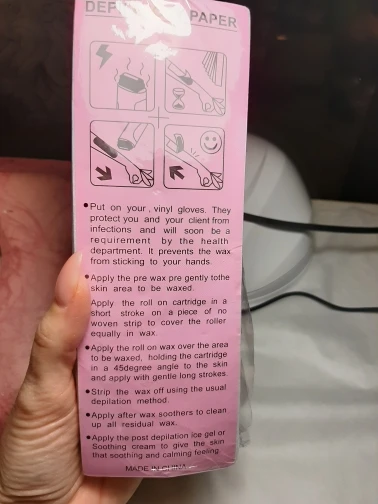 PAPER
●Put on your , vinyl gloves. They
protect you and your client from
infections and will soon be a
requirement by the health
department. It prevents the wax
from sticking to your hands.
●Apply the pre wax pre gently tothe
skin area to be waxed.
Apply the roll on cartridge in a
short stroke on a piece of no
woven strip to cover the roller
equally in wax.
●Apply the roll on wax over the area
to be waxed, holding the cartridge
in a 45degree angle to the skin
and apply with gentle long strokes.
●Strip the wax off using the usual
depilation method.
●Apply after wax soothers to clean
up all residual wax.
●Apply the post depilation ice gel or
Soothing cream to give the skin
that soothing and calming feeling.
MADE IN CHINA